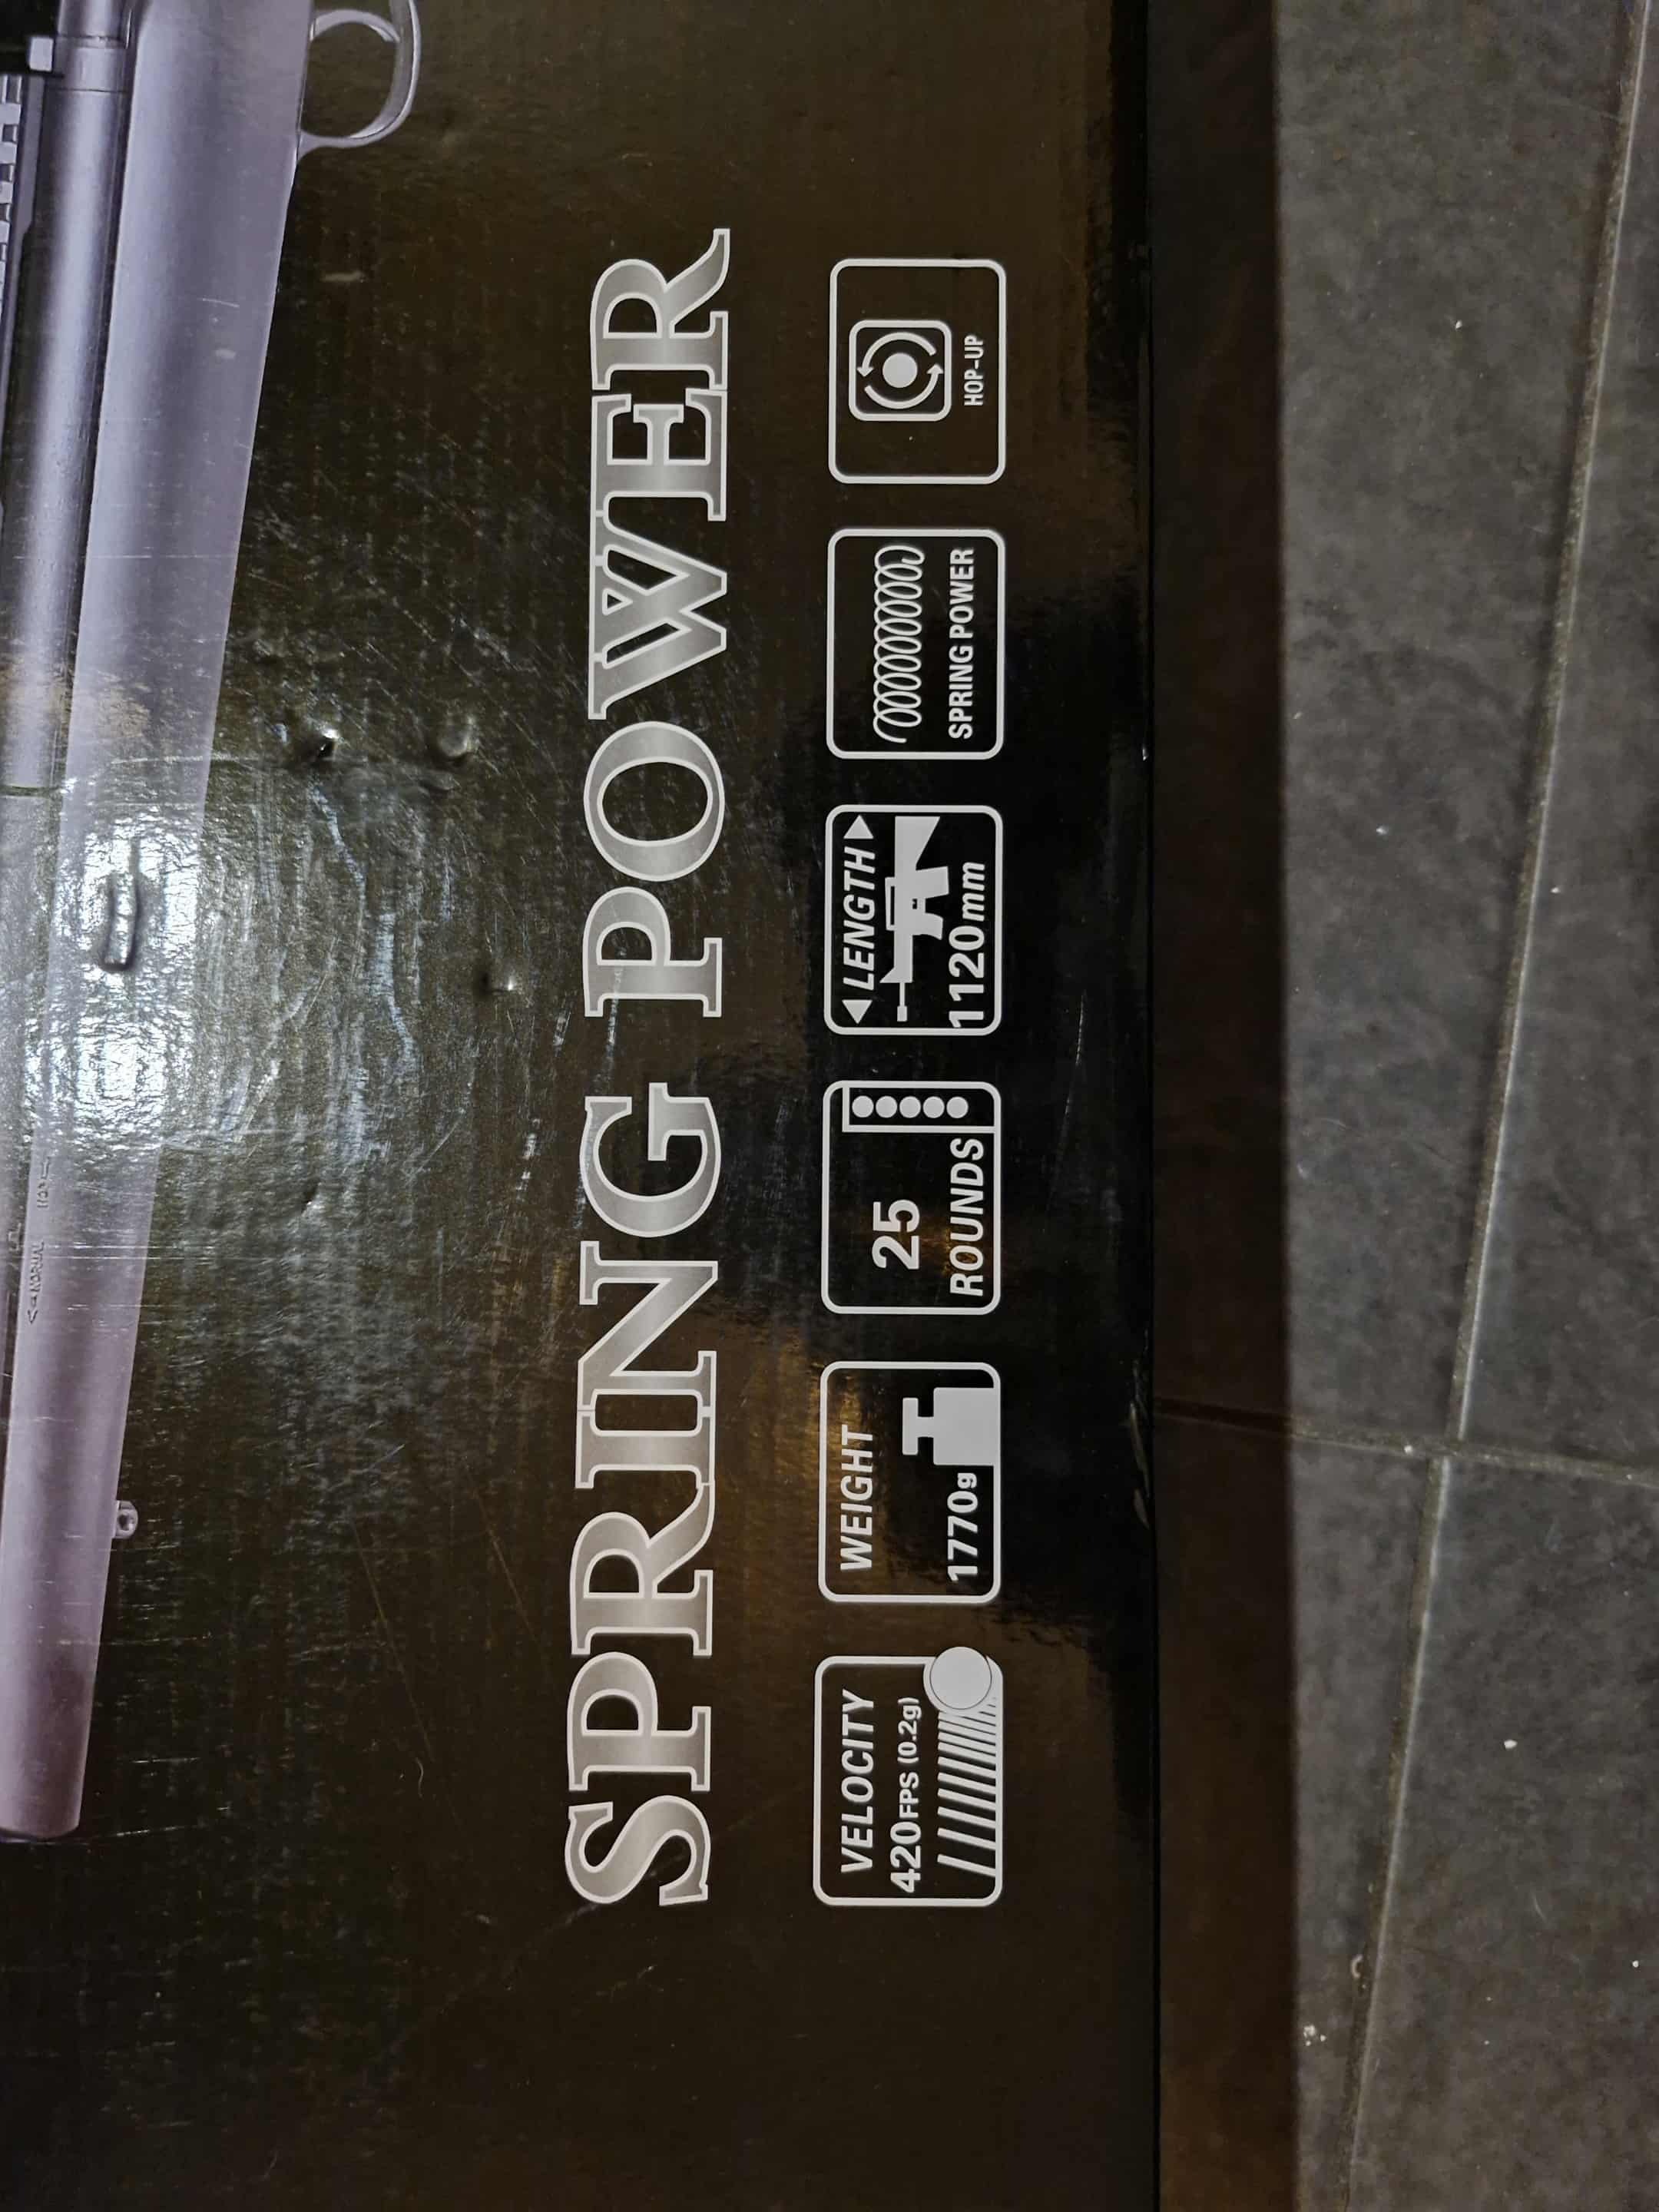 SPRING POWER
VELOCITY
420FPS (0.2g)
WEIGHT
1770g
25
ROUNDS
LENGTH
1120mm
SPRING POWER
HOP-UP